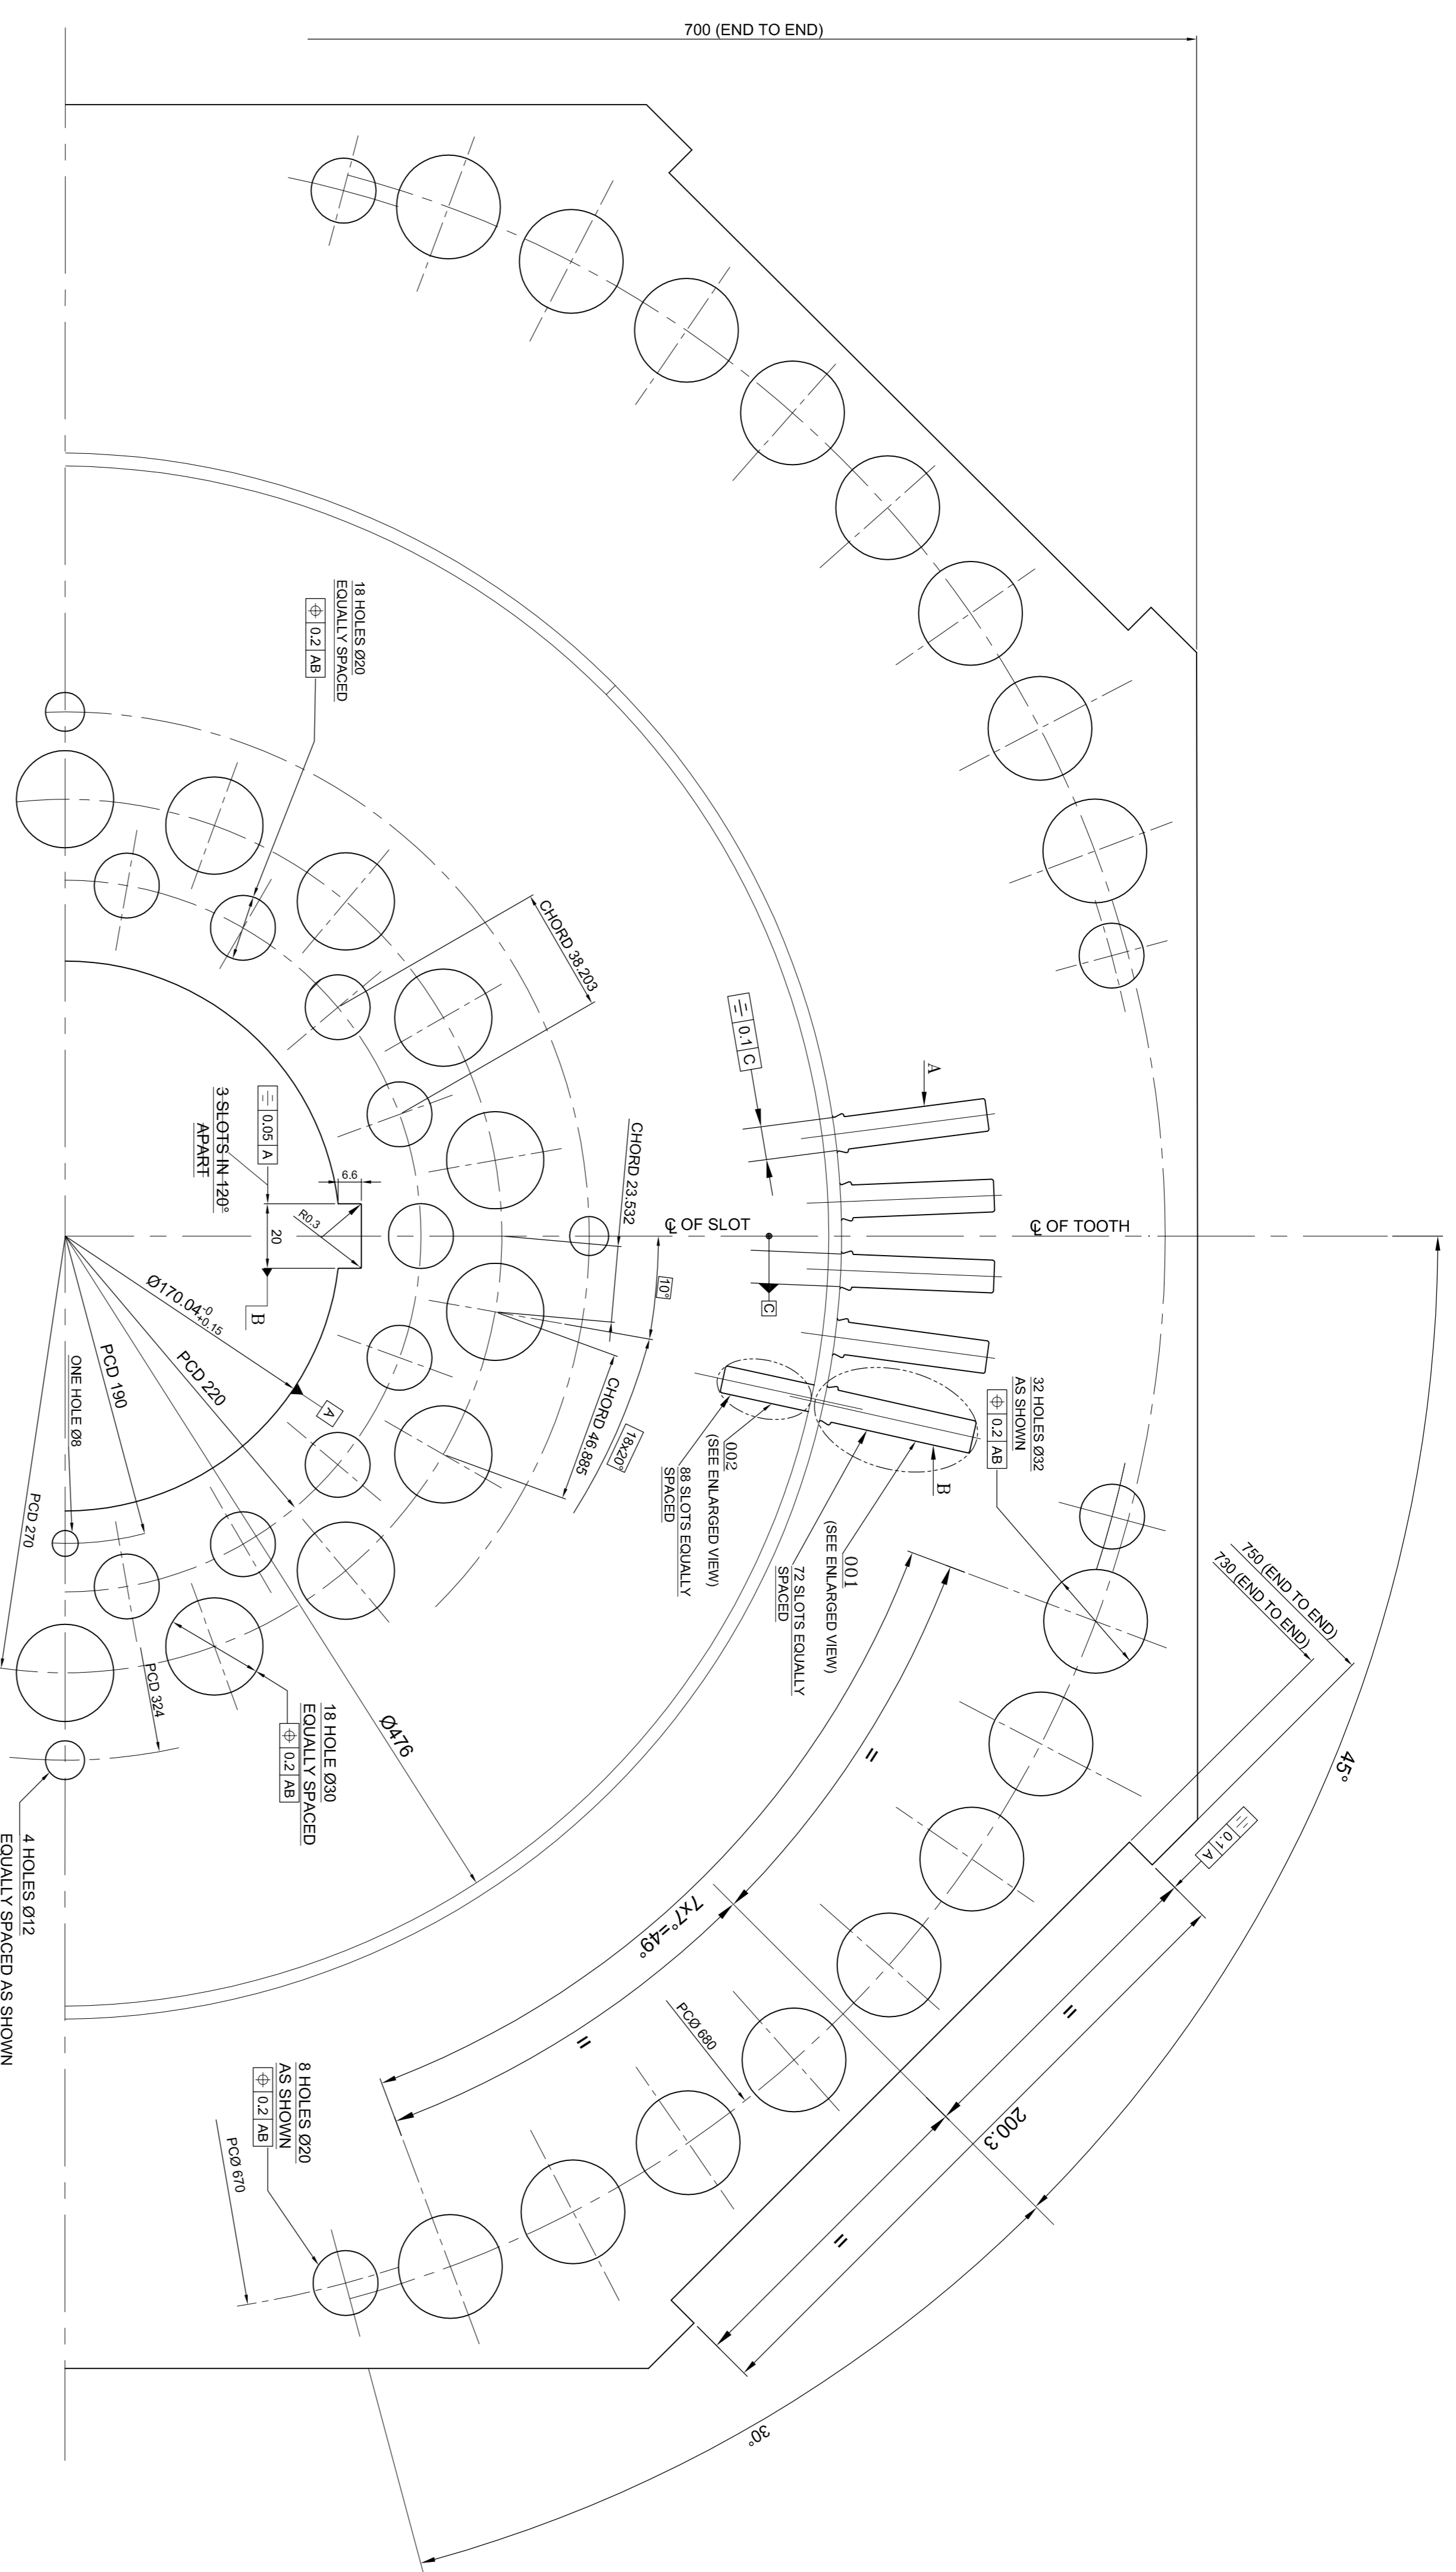 700 (END TO END)
18 HOLES Ø20
EQUALLY SPACED
⌖ 0.2 AB
CHORD 38.203
⌯ 0.1 C
A
CHORD 23.532
℄ OF SLOT
℄ OF TOOTH
⌯ 0.05 A
3 SLOTS IN 120°
APART
6.6
R0.3
20
B
10°
C
Ø170.04 -0
+0.15
A
PCD 190
PCD 220
ONE HOLE Ø8
PCD 270
CHORD 46.885
18x20°
002
(SEE ENLARGED VIEW)
88 SLOTS EQUALLY
SPACED
B
001
(SEE ENLARGED VIEW)
72 SLOTS EQUALLY
SPACED
32 HOLES Ø32
AS SHOWN
⌖ 0.2 AB
750 (END TO END)
730 (END TO END)
45°
PCD 324
18 HOLE Ø30
EQUALLY SPACED
⌖ 0.2 AB
Ø476
4 HOLES Ø12
EQUALLY SPACED AS SHOWN
=
=
7x7°=49°
⌯ 0.1 A
=
=
200.3
PCØ 680
8 HOLES Ø20
AS SHOWN
⌖ 0.2 AB
PCØ 670
30°